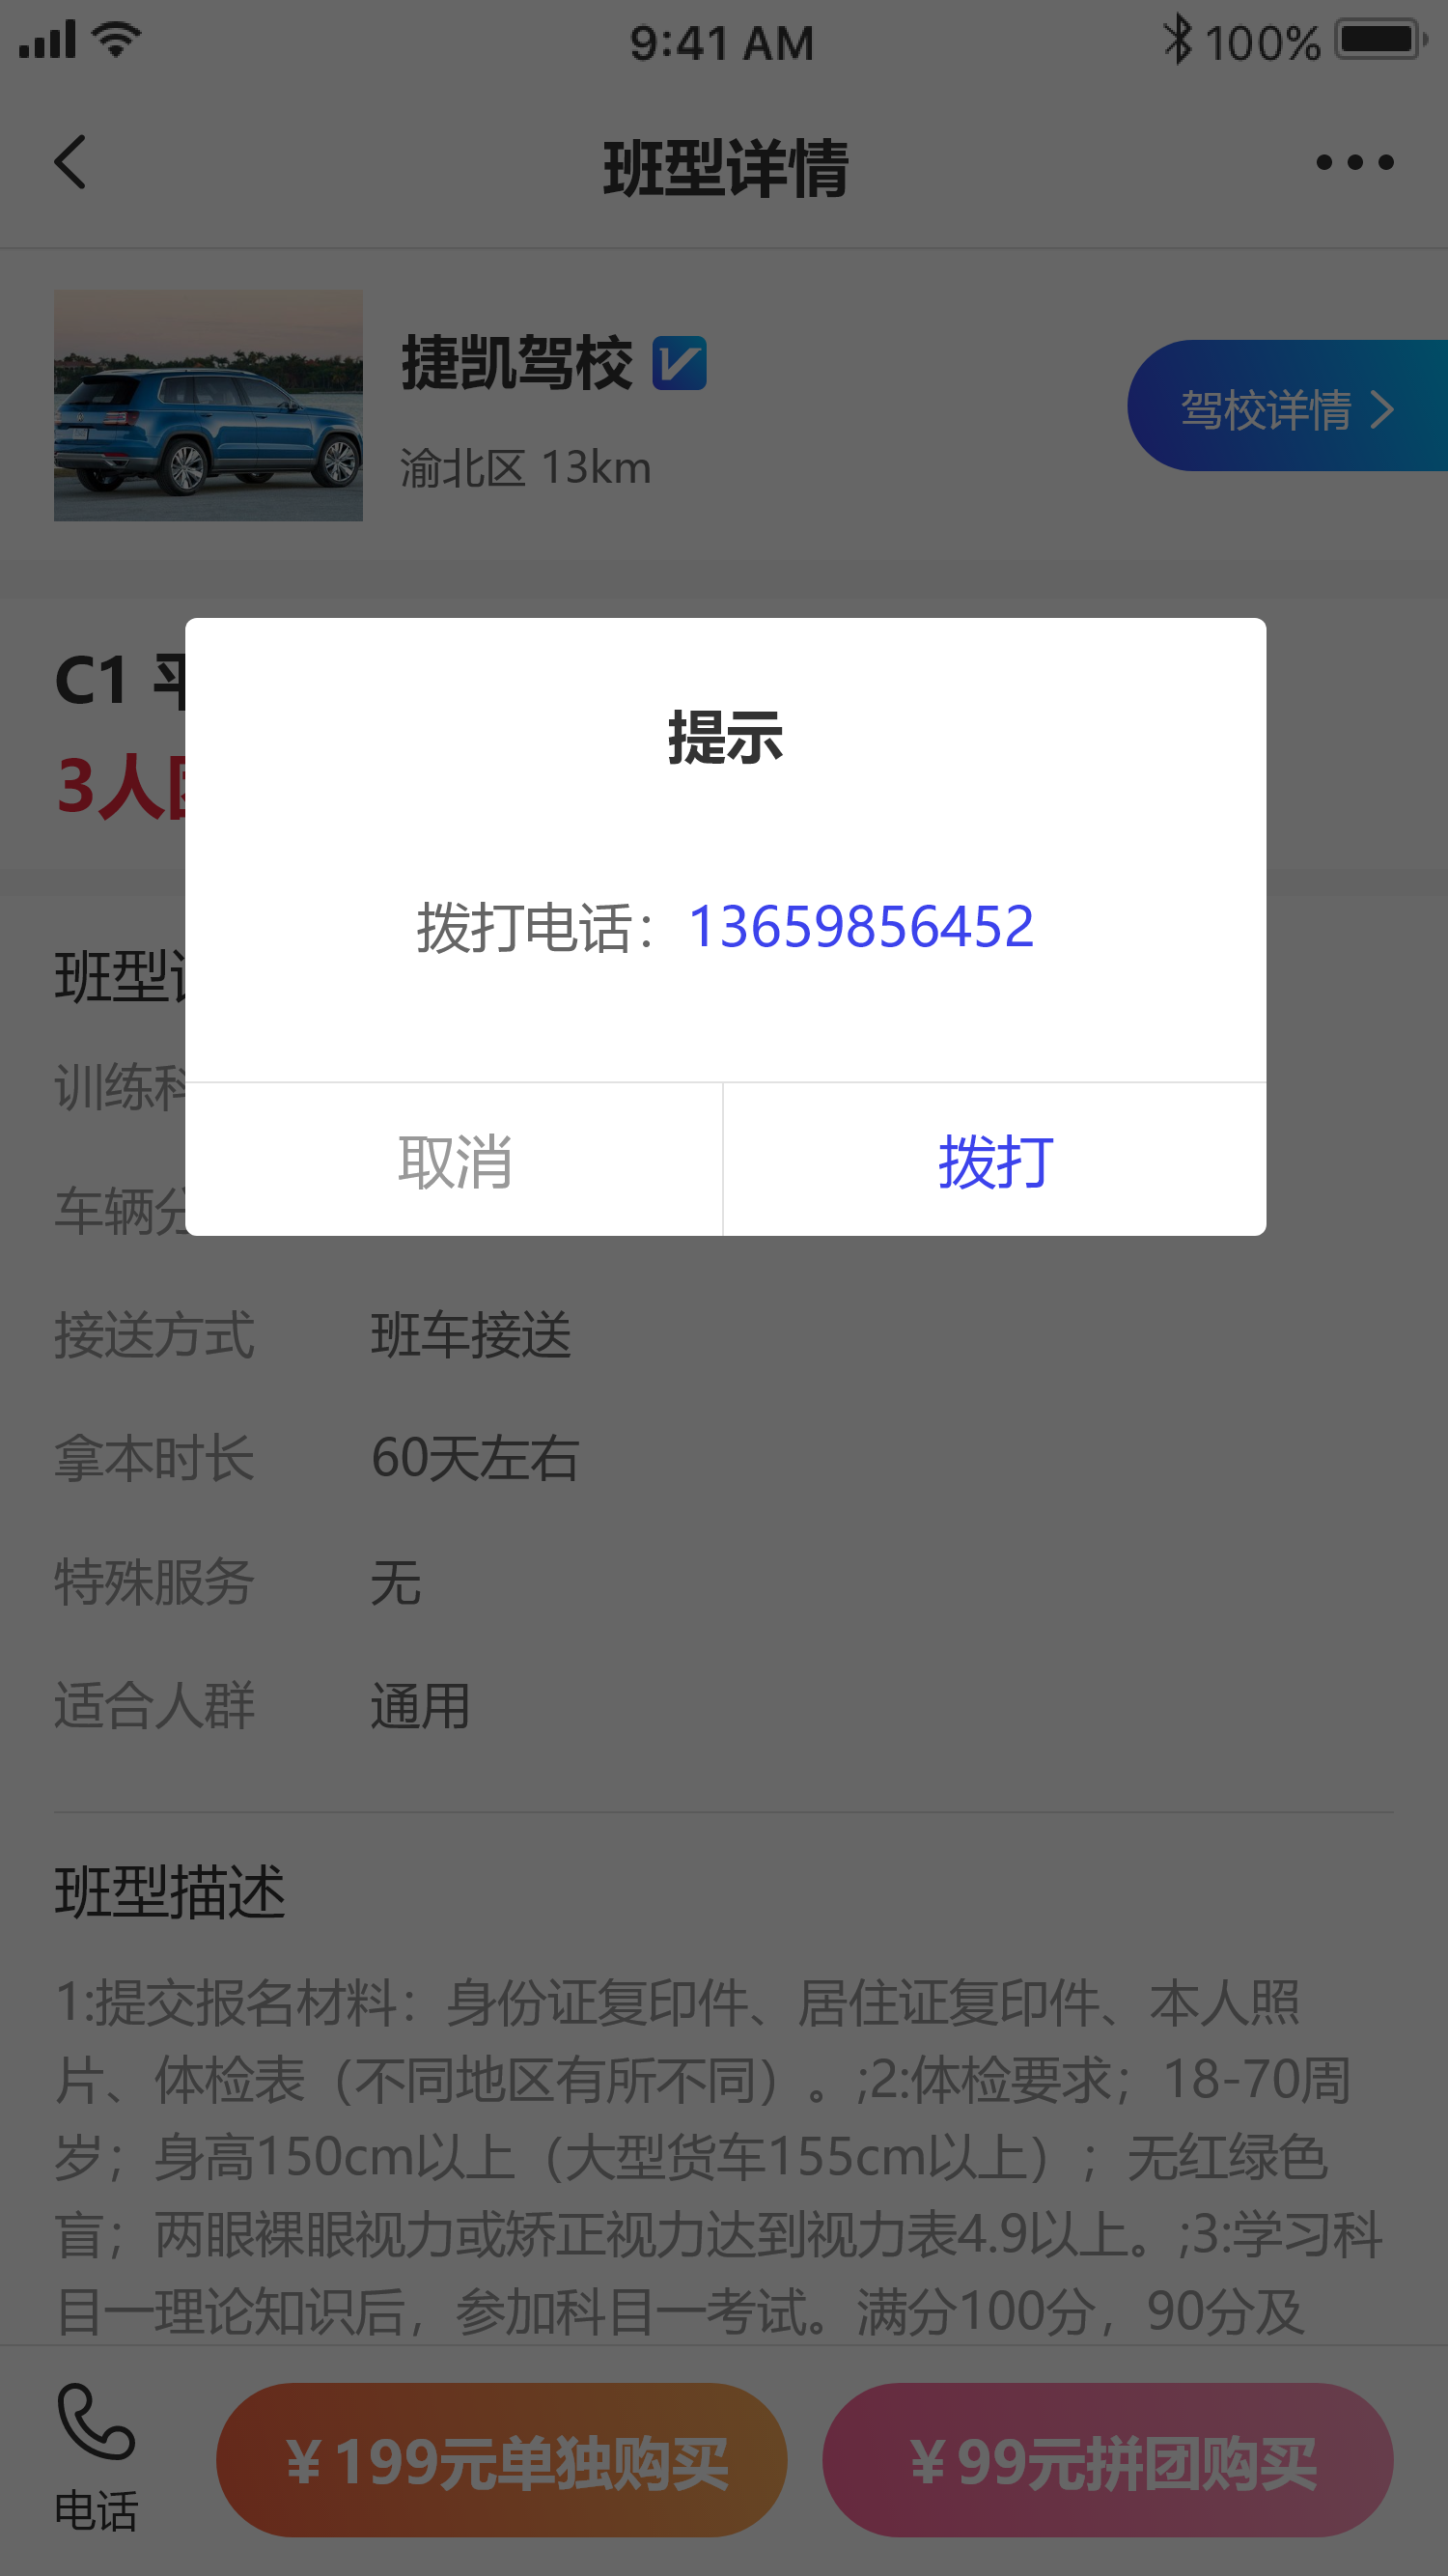 9:41 AM
100%
班型详情
捷凯驾校
渝北区 13km
驾校详情
C1
3人
提示
拨打电话：13659856452
取消
拨打
班型
训练
车辆
接送方式 班车接送
拿本时长 60天左右
特殊服务 无
适合人群 通用
班型描述
1:提交报名材料：身份证复印件、居住证复印件、本人照
片、体检表（不同地区有所不同）。;2:体检要求；18-70周
岁；身高150cm以上（大型货车155cm以上）；无红绿色
盲；两眼裸眼视力或矫正视力达到视力表4.9以上。;3:学习科
目一理论知识后，参加科目一考试。满分100分，90分及
电话
￥199元单独购买
￥99元拼团购买